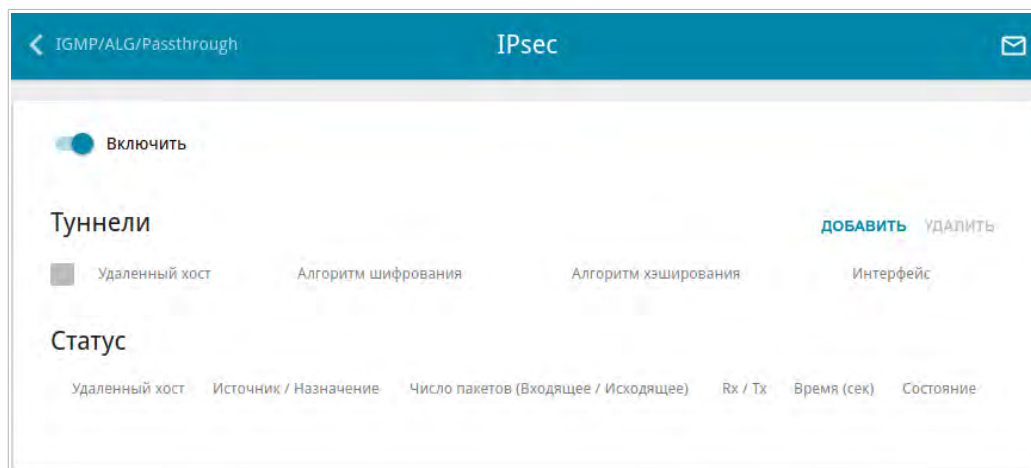 IGMP/ALG/Passthrough IPsec
Включить
Туннели ДОБАВИТЬ УДАЛИТЬ
Удаленный хост Алгоритм шифрования Алгоритм хэширования Интерфейс
Статус
Удаленный хост Источник / Назначение Число пакетов (Входящее / Исходящее) Rx / Tx Время (сек) Состояние